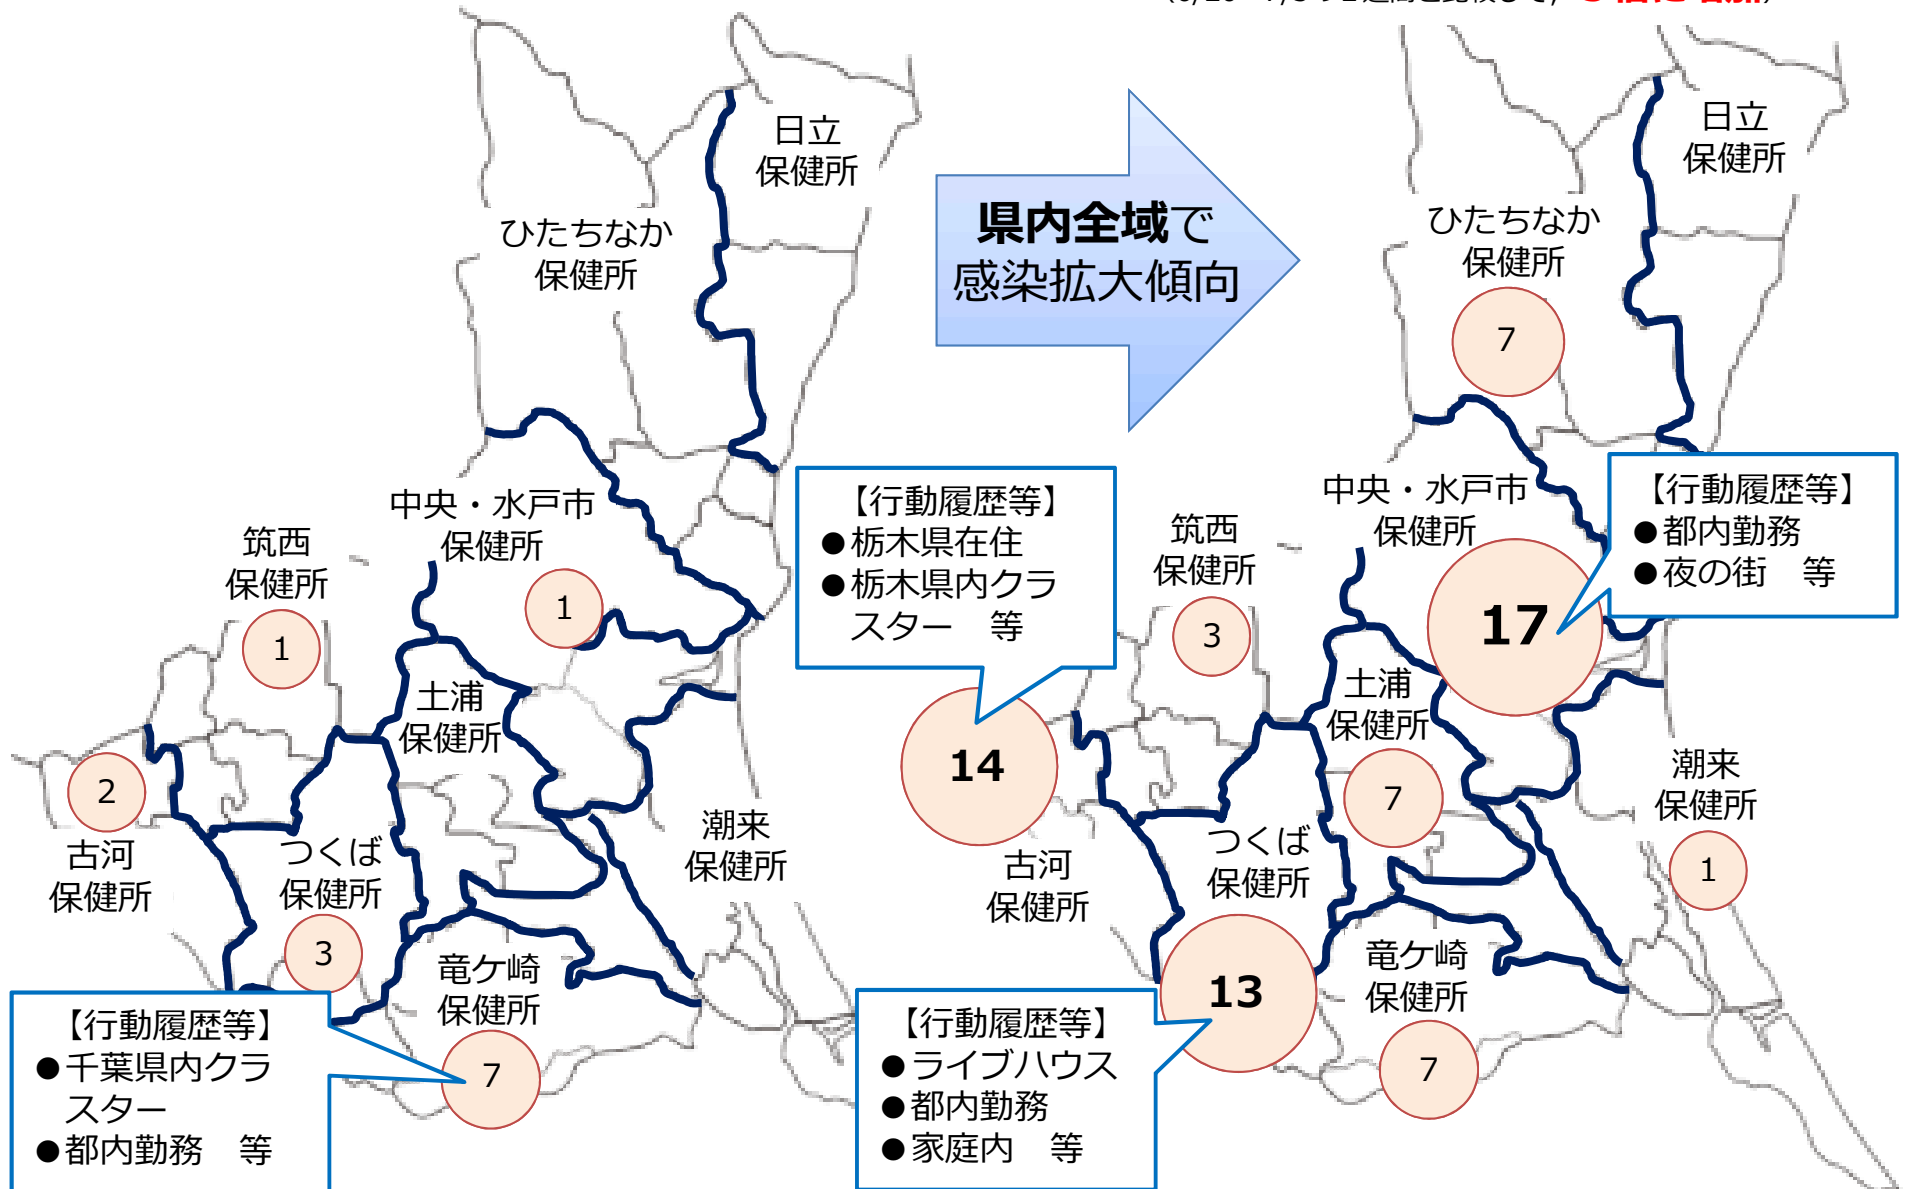 日立
保健所
ひたちなか
保健所
中央・水戸市
保健所
1
筑西
保健所
1
土浦
保健所
2
古河
保健所
つくば
保健所
3
潮来
保健所
竜ケ崎
保健所
7
【行動履歴等】
●千葉県内クラ
スター
●都内勤務 等
県内全域で
感染拡大傾向
日立
保健所
ひたちなか
保健所
7
中央・水戸市
保健所
17
【行動履歴等】
●都内勤務
●夜の街 等
【行動履歴等】
●栃木県在住
●栃木県内クラ
スター 等
14
古河
保健所
筑西
保健所
3
土浦
保健所
7
つくば
保健所
13
【行動履歴等】
●ライブハウス
●都内勤務
●家庭内 等
潮来
保健所
1
竜ケ崎
保健所
7